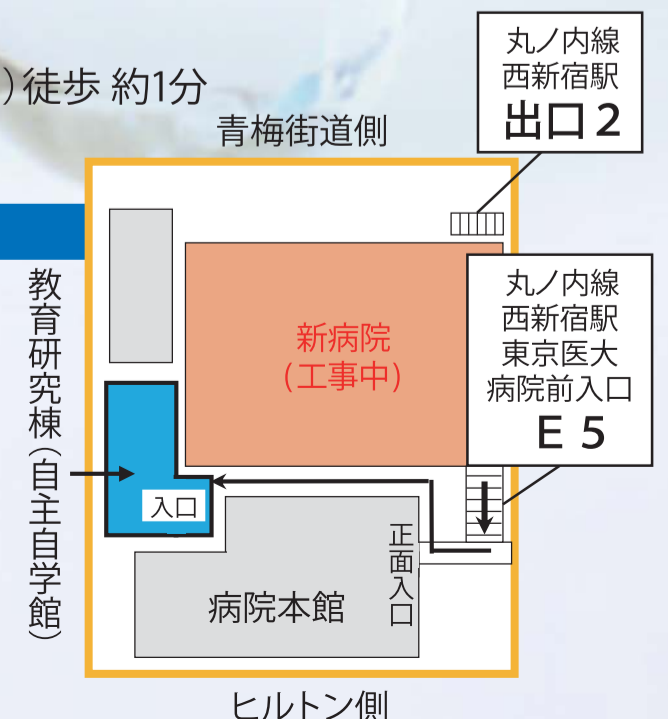 )徒歩 約1分
青梅街道側
丸ノ内線
西新宿駅
出口2
丸ノ内線
西新宿駅
東京医大
病院前入口
E 5
新病院
(工事中)
教育研究棟(自主自学館)
入口
正面入口
病院本館
ヒルトン側